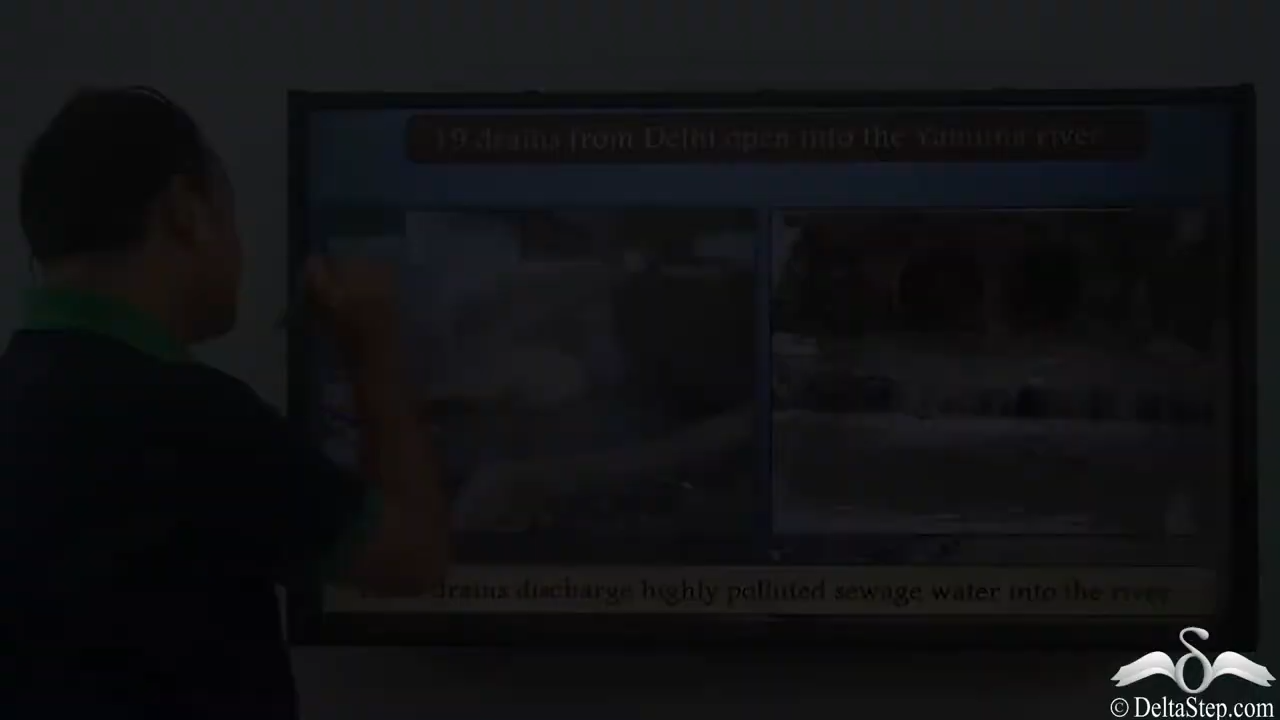 19 drains from Delhi open into the Yamuna river
drains discharge highly polluted sewage water into the river
© DeltaStep.com